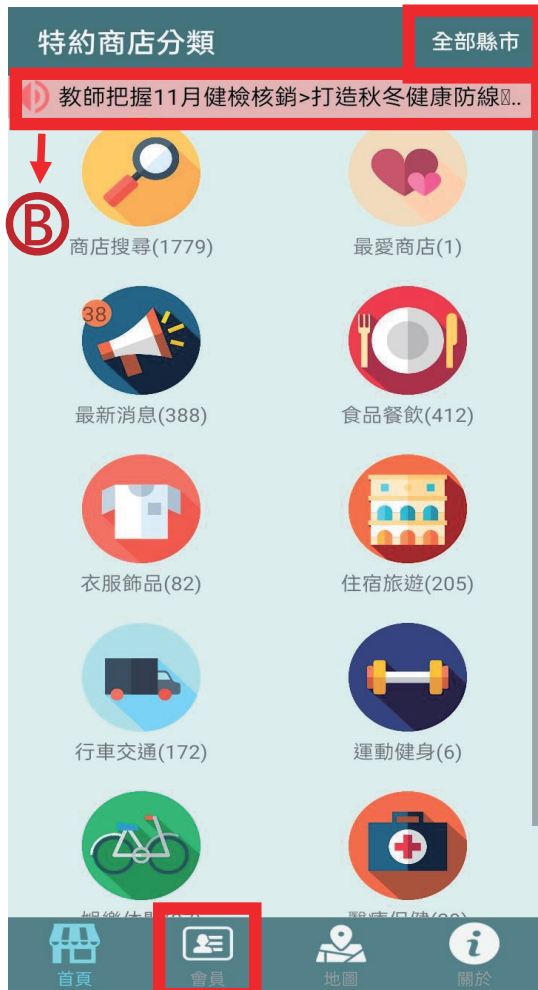 特約商店分類
全部縣市
教師把握11月健檢核銷>打造秋冬健康防線..
B
商店搜尋(1779)
最愛商店(1)
38
最新消息(388)
食品餐飲(412)
衣服飾品(82)
住宿旅遊(205)
行車交通(172)
運動健身(6)
首頁
會員
地圖
關於